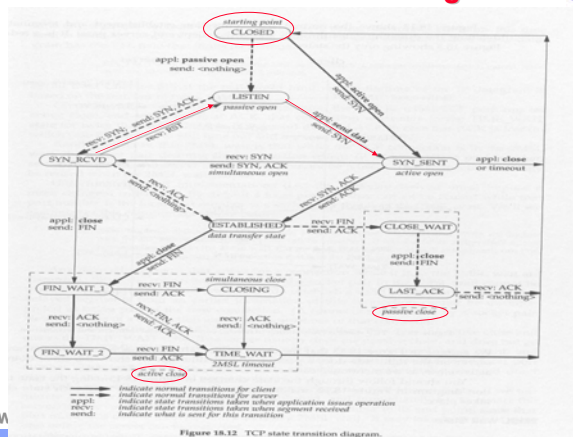 starting point
CLOSED
appl: passive open
send: <nothing>
appl: active open
send: SYN
LISTEN
passive open
recv: SYN; send: SYN, ACK
recv: RST
appl: send data
send: SYN
SYN_RCVD
recv: SYN
send: SYN, ACK
simultaneous open
SYN_SENT
active open
appl: close
or timeout
recv: ACK
send: <nothing>
recv: SYN, ACK
send: ACK
appl: close
send: FIN
ESTABLISHED
data transfer state
recv: FIN
send: ACK
CLOSE_WAIT
appl: close
send: FIN
appl: close
send: FIN
LAST_ACK
passive close
recv: ACK
send: <nothing>
simultaneous close
FIN_WAIT_1
recv: FIN
send: ACK
CLOSING
recv: ACK
send: <nothing>
recv: FIN, ACK
send: ACK
recv: ACK
send: <nothing>
FIN_WAIT_2
recv: FIN
send: ACK
TIME_WAIT
2MSL timeout
active close
indicate normal transitions for client
indicate normal transitions for server
appl: indicate state transitions taken when application issues operation
recv: indicate state transitions taken when segment received
send: indicate what is sent for this transition
Figure 18.12 TCP state transition diagram.